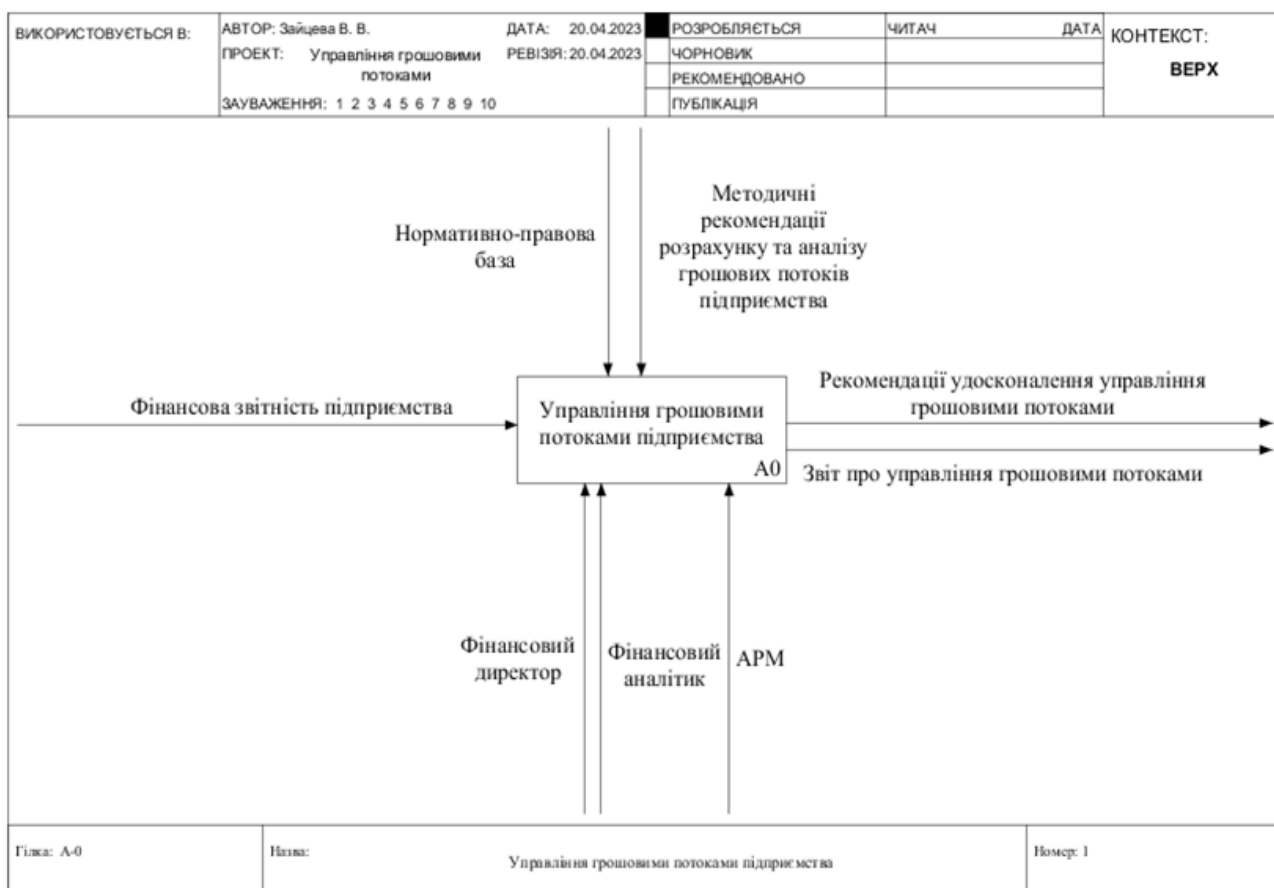 ВИКОРИСТОВУЄТЬСЯ В:
АВТОР: Зайцева В. В.
ДАТА: 20.04.2023
ПРОЕКТ: Управління грошовими
потоками
РЕВІЗІЯ: 20.04.2023
ЗАУВАЖЕННЯ: 1 2 3 4 5 6 7 8 9 10
РОЗРОБЛЯЄТЬСЯ
ЧОРНОВИК
РЕКОМЕНДОВАНО
ПУБЛІКАЦІЯ
ЧИТАЧ
ДАТА
КОНТЕКСТ:
ВЕРХ
Нормативно-правова
база
Методичні
рекомендації
розрахунку та аналізу
грошових потоків
підприємства
Фінансова звітність підприємства
Управління грошовими
потоками підприємства
А0
Рекомендації удосконалення управління
грошовими потоками
Звіт про управління грошовими потоками
Фінансовий
директор
Фінансовий
аналітик
АРМ
Гілка: А-0
Назва:
Управління грошовими потоками підприємства
Номер: 1